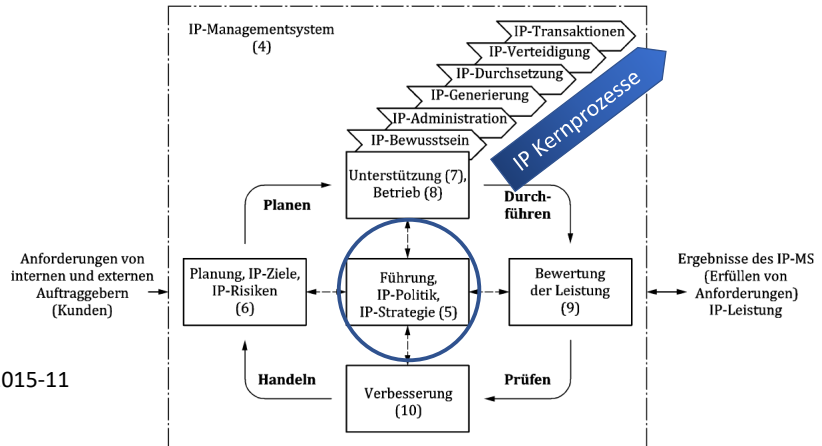 IP-Managementsystem
(4)
IP-Transaktionen
IP-Verteidigung
IP-Durchsetzung
IP-Generierung
IP-Administration
IP-Bewusstsein
IP Kernprozesse
Unterstützung (7),
Betrieb (8)
Planen
Durch-
führen
Anforderungen von
internen und externen
Auftraggebern
(Kunden)
Planung, IP-Ziele,
IP-Risiken
(6)
Führung,
IP-Politik,
IP-Strategie (5)
Bewertung
der Leistung
(9)
Ergebnisse des IP-MS
(Erfüllen von
Anforderungen)
IP-Leistung
015-11
Handeln
Prüfen
Verbesserung
(10)